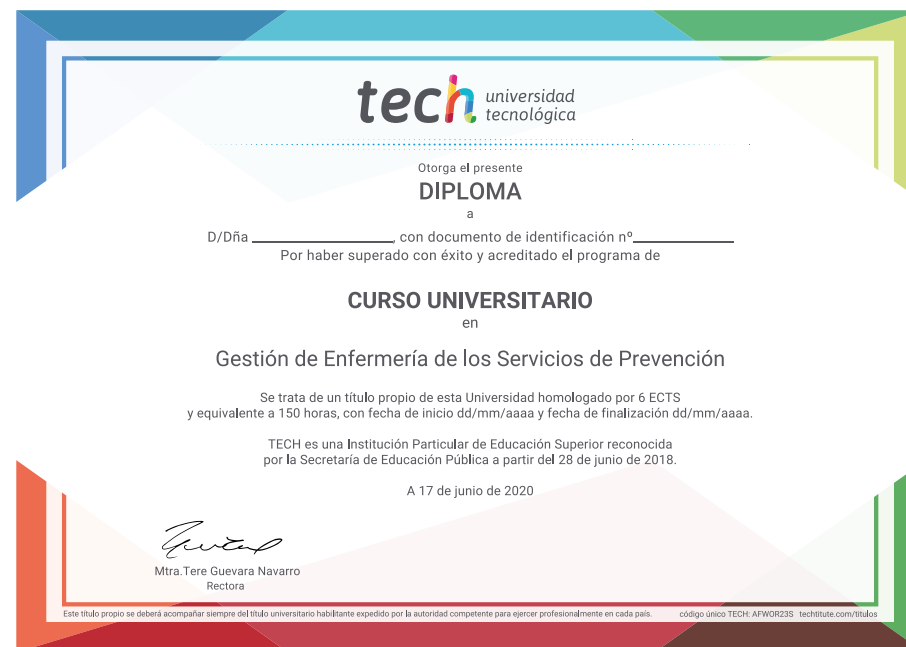 tech universidad
tecnológica
Otorga el presente
DIPLOMA
a
D/Dña ____________________, con documento de identificación nº______________
Por haber superado con éxito y acreditado el programa de
CURSO UNIVERSITARIO
en
Gestión de Enfermería de los Servicios de Prevención
Se trata de un título propio de esta Universidad homologado por 6 ECTS
y equivalente a 150 horas, con fecha de inicio dd/mm/aaaa y fecha de finalización dd/mm/aaaa.
TECH es una Institución Particular de Educación Superior reconocida
por la Secretaría de Educación Pública a partir del 28 de junio de 2018.
A 17 de junio de 2020
Mtra.Tere Guevara Navarro
Rectora
Este título propio se deberá acompañar siempre del título universitario habilitante expedido por la autoridad competente para ejercer profesionalmente en cada país. código único TECH: AFWOR23S techtitute.com/títulos